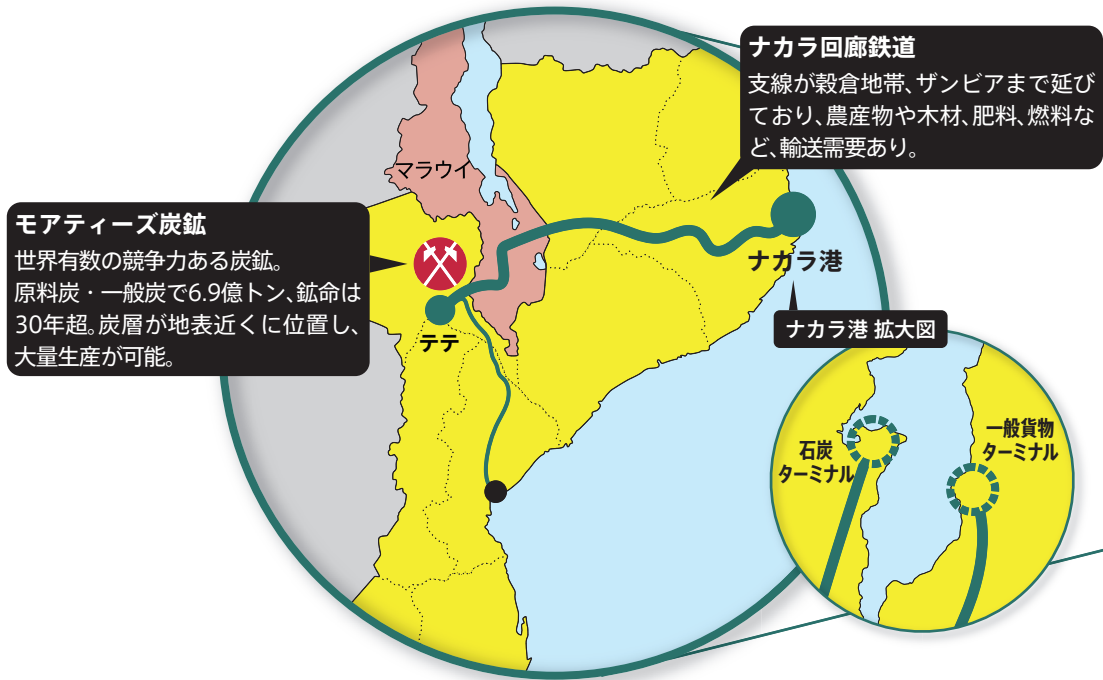 ナカラ回廊鉄道
支線が穀倉地帯、ザンビアまで延び
ており、農産物や木材、肥料、燃料な
ど、輸送需要あり。
マラウイ
モアティーズ炭鉱
世界有数の競争力ある炭鉱。
原料炭・一般炭で6.9億トン、鉱命は
30年超。炭層が地表近くに位置し、
大量生産が可能。
ナカラ港
テテ
ナカラ港 拡大図
石炭
ターミナル
一般貨物
ターミナル